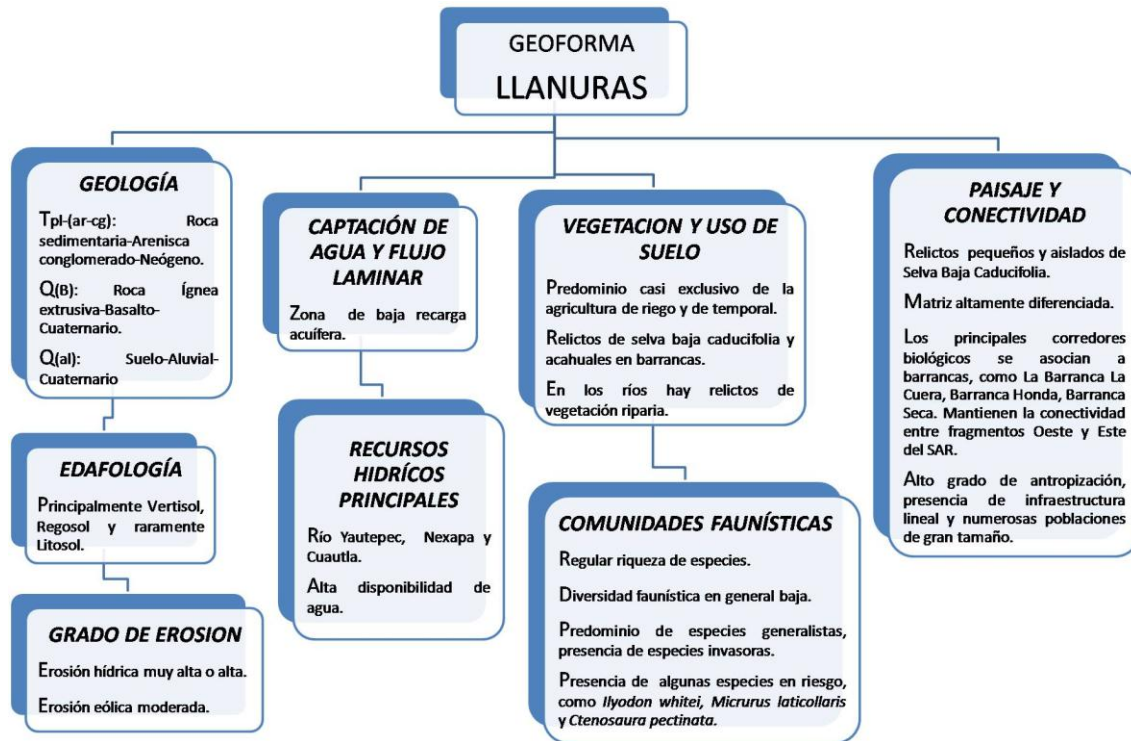 GEOFORMA
LLANURAS
GEOLOGÍA
Tpl-(ar-cg): Roca
sedimentaria-Arenisca
conglomerado-Neógeno.
Q(B): Roca Ígnea
extrusiva-Basalto-
Cuaternario.
Q(al): Suelo-Aluvial-
Cuaternario
EDAFOLOGÍA
Principalmente Vertisol,
Regosol y raramente
Litosol.
GRADO DE EROSION
Erosión hídrica muy alta o alta.
Erosión eólica moderada.
CAPTACIÓN DE
AGUA Y FLUJO
LAMINAR
Zona de baja recarga
acuífera.
RECURSOS
HIDRÍCOS
PRINCIPALES
Río Yautepec, Nexapa y
Cuautla.
Alta disponibilidad de
agua.
VEGETACION Y USO DE
SUELO
Predominio casi exclusivo de la
agricultura de riego y de temporal.
Relictos de selva baja caducifolia y
acahuales en barrancas.
En los ríos hay relictos de
vegetación riparia.
COMUNIDADES FAUNÍSTICAS
Regular riqueza de especies.
Diversidad faunística en general baja.
Predominio de especies generalistas,
presencia de especies invasoras.
Presencia de algunas especies en riesgo,
como Ilyodon whitei, Micrurus laticollaris
y Ctenosaura pectinata.
PAISAJE Y
CONECTIVIDAD
Relictos pequeños y aislados de
Selva Baja Caducifolia.
Matriz altamente diferenciada.
Los principales corredores
biológicos se asocian a
barrancas, como La Barranca La
Cuera, Barranca Honda, Barranca
Seca. Mantienen la conectividad
entre fragmentos Oeste y Este
del SAR.
Alto grado de antropización,
presencia de infraestructura
lineal y numerosas poblaciones
de gran tamaño.